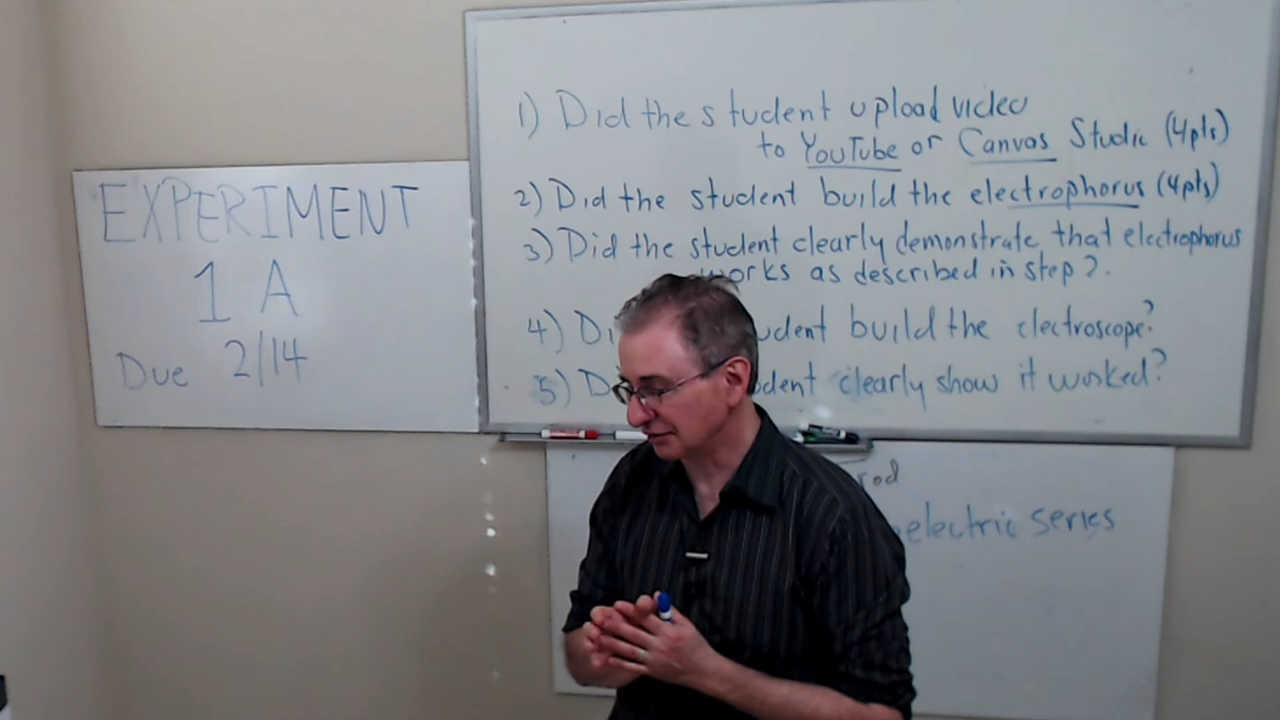 EXPERIMENT
1 A
Due 2/14
1) Did the student upload video
to YouTube or Canvas Studio (4pts)
2) Did the student build the electrophorus (4pts)
3) Did the student clearly demonstrate that electrophorus
works as described in step 2.
4) Di udent build the electroscope?
5) D udent clearly show it worked?
rod
electric series